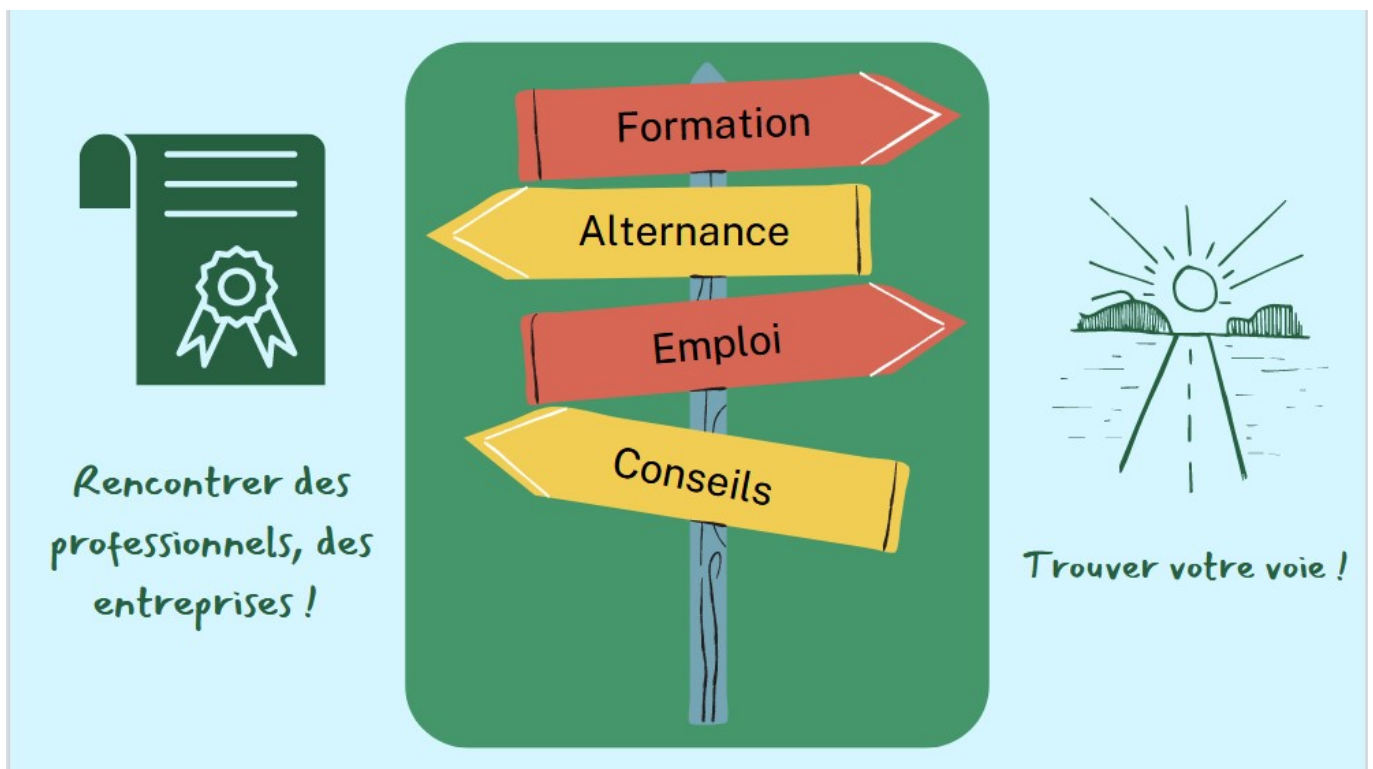 Formation
Alternance
Emploi
Conseils
Rencontrer des
professionnels, des
entreprises !
Trouver votre voie !